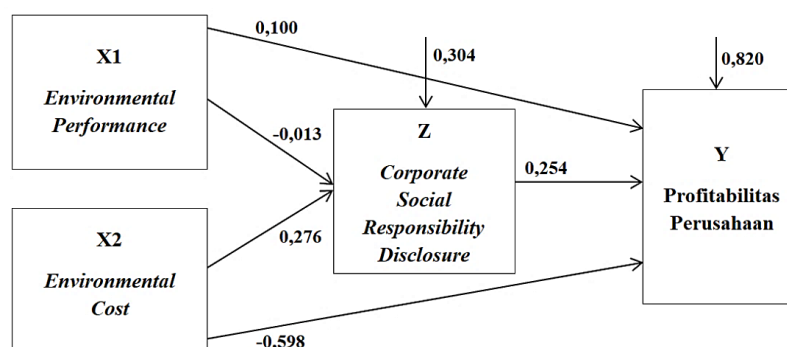 0,100
0,304
0,820
X1
Environmental
Performance
-0,013
Z
Corporate
Social
Responsibility
Disclosure
0,254
Y
Profitabilitas
Perusahaan
X2
Environmental
Cost
0,276
-0,598